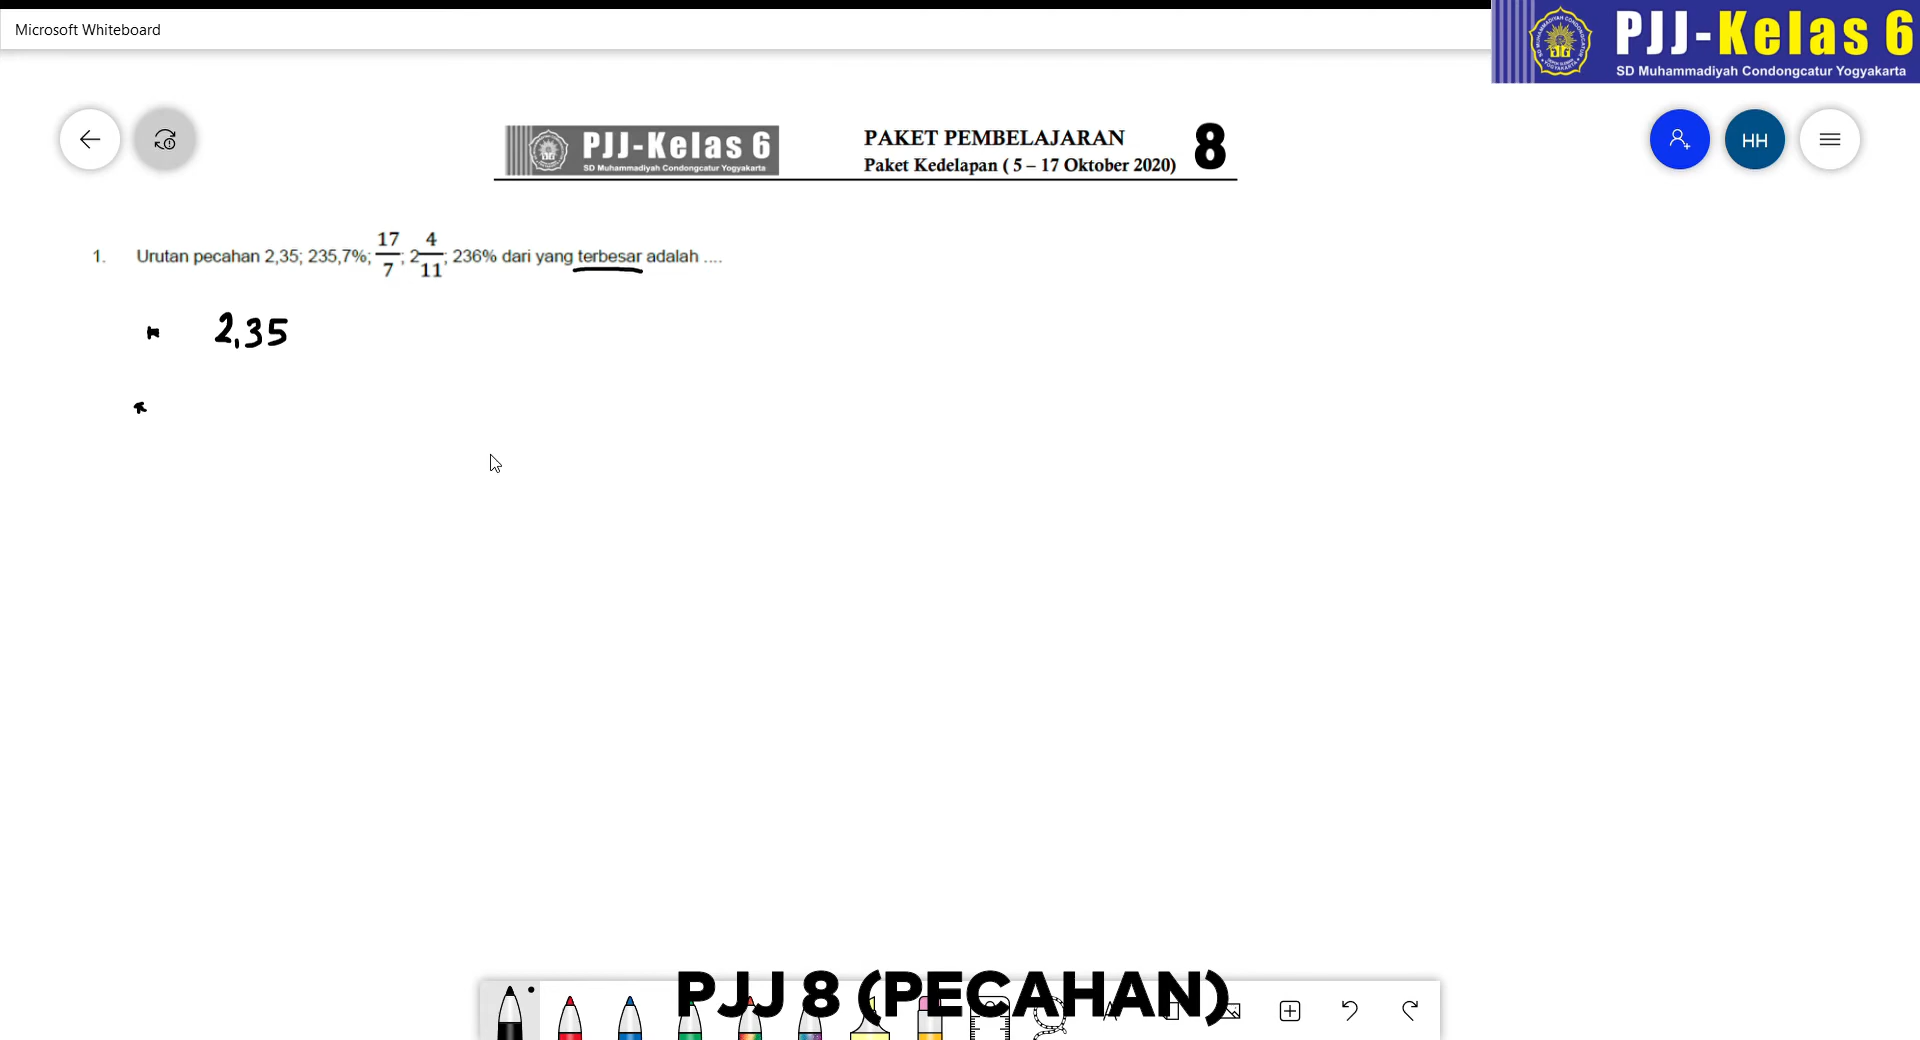 Microsoft Whiteboard
PJJ-Kelas 6
SD Muhammadiyah Condongcatur Yogyakarta
HH
PJJ-Kelas 6
SD Muhammadiyah Condongcatur Yogyakarta
PAKET PEMBELAJARAN
Paket Kedelapan ( 5 – 17 Oktober 2020)
8
1. Urutan pecahan 2,35; 235,7%; 17/7; 2 4/11; 236% dari yang terbesar adalah ....
2,35
PJJ 8 (PECAHAN)